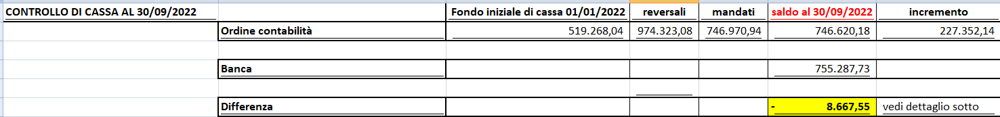 CONTROLLO DI CASSA AL 30/09/2022 Fondo iniziale di cassa 01/01/2022 reversali mandati saldo al 30/09/2022 incremento
Ordine contabilità 519.268,04 974.323,08 746.970,94 746.620,18 227.352,14
Banca 755.287,73
Differenza - 8.667,55 vedi dettaglio sotto